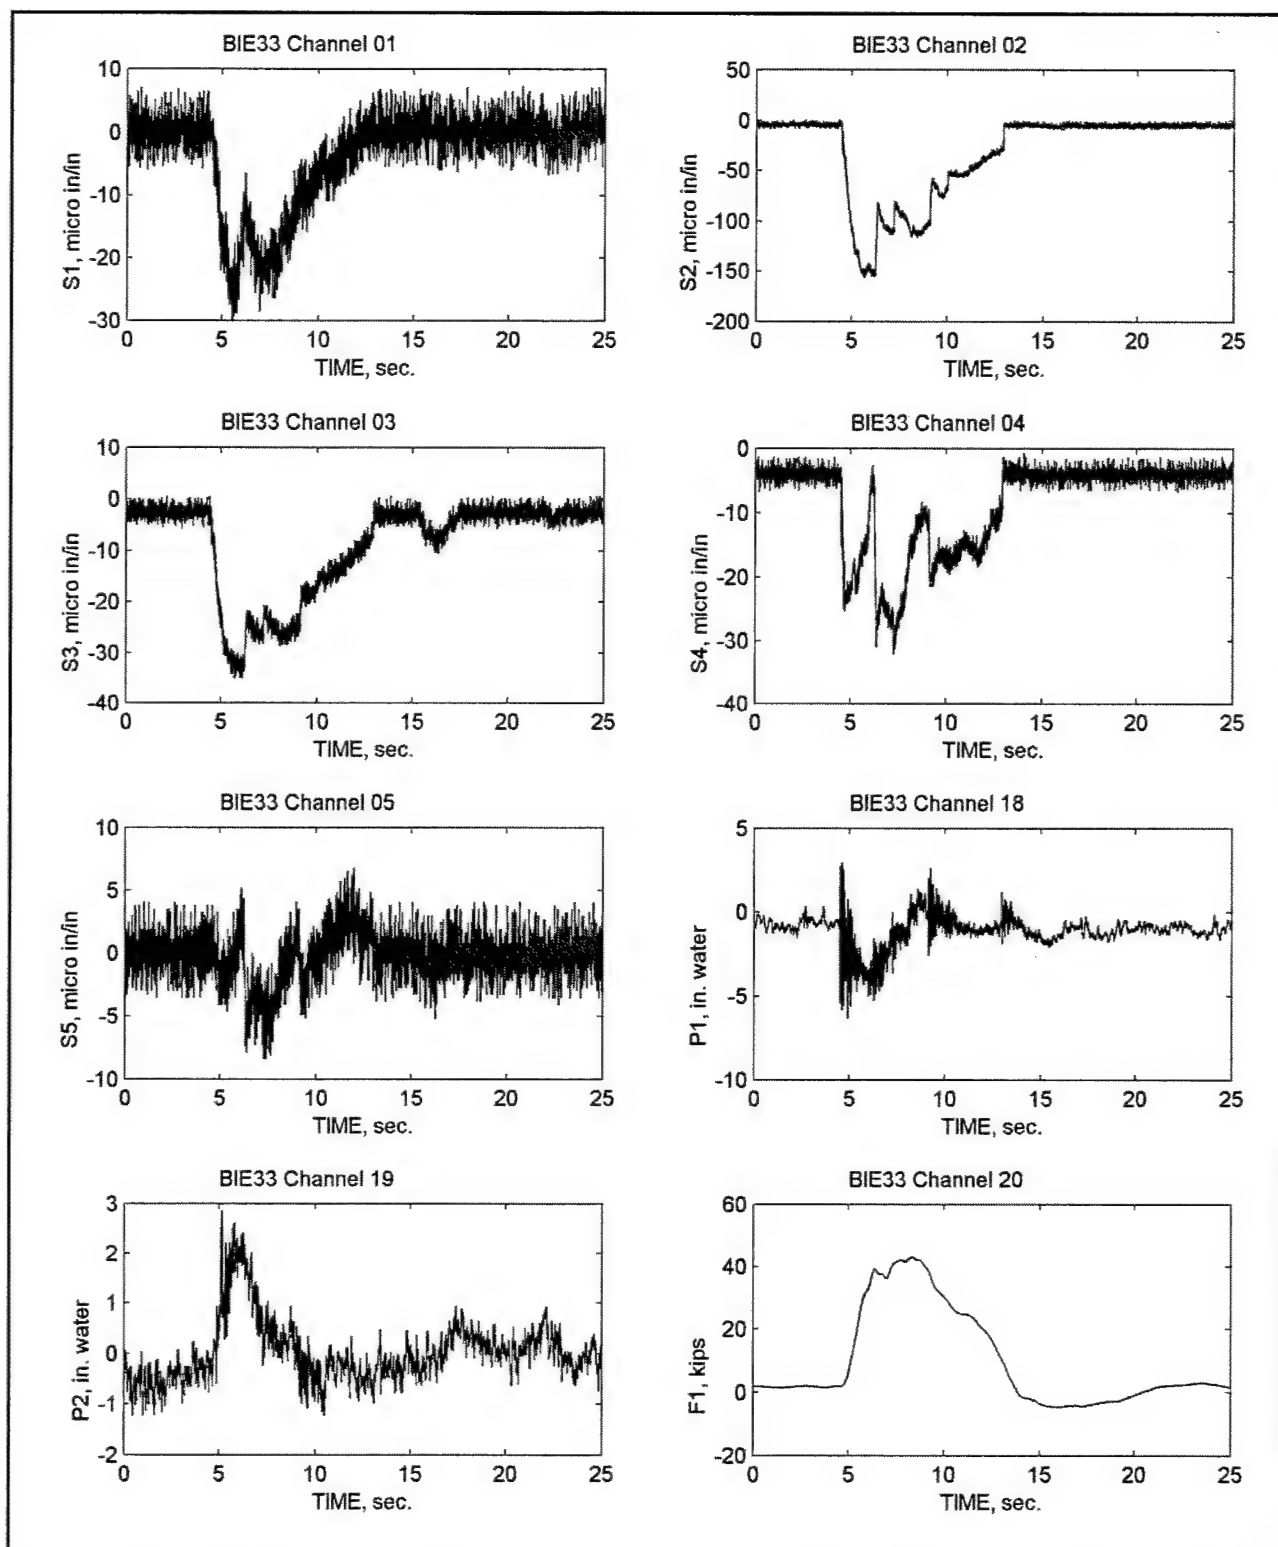 BIE33 Channel 01
10
0
-10
-20
-30
S1, micro in/in
0 5 10 15 20 25
TIME, sec.
BIE33 Channel 02
50
0
-50
-100
-150
-200
S2, micro in/in
0 5 10 15 20 25
TIME, sec.
BIE33 Channel 03
10
0
-10
-20
-30
-40
S3, micro in/in
0 5 10 15 20 25
TIME, sec.
BIE33 Channel 04
0
-10
-20
-30
-40
S4, micro in/in
0 5 10 15 20 25
TIME, sec.
BIE33 Channel 05
10
5
0
-5
-10
S5, micro in/in
0 5 10 15 20 25
TIME, sec.
BIE33 Channel 18
5
0
-5
-10
P1, in. water
0 5 10 15 20 25
TIME, sec.
BIE33 Channel 19
3
2
1
0
-1
-2
P2, in. water
0 5 10 15 20 25
TIME, sec.
BIE33 Channel 20
60
40
20
0
-20
F1, kips
0 5 10 15 20 25
TIME, sec.